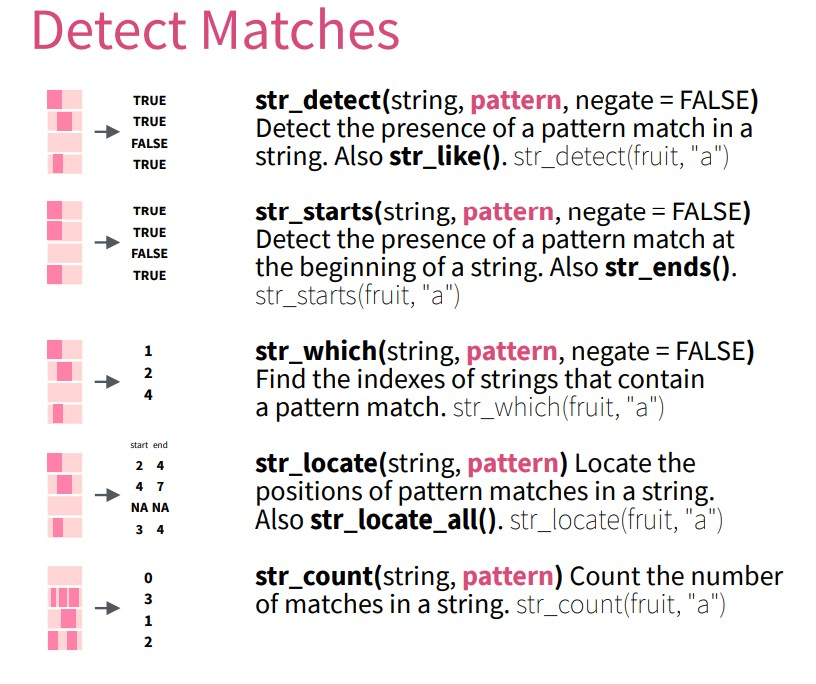 Detect Matches
TRUE
TRUE
FALSE
TRUE
str_detect(string, pattern, negate = FALSE)
Detect the presence of a pattern match in a
string. Also str_like(). str_detect(fruit, "a")
TRUE
TRUE
FALSE
TRUE
str_starts(string, pattern, negate = FALSE)
Detect the presence of a pattern match at
the beginning of a string. Also str_ends().
str_starts(fruit, "a")
1
2
4
str_which(string, pattern, negate = FALSE)
Find the indexes of strings that contain
a pattern match. str_which(fruit, "a")
start end
2 4
4 7
NA NA
3 4
str_locate(string, pattern) Locate the
positions of pattern matches in a string.
Also str_locate_all(). str_locate(fruit, "a")
0
3
1
2
str_count(string, pattern) Count the number
of matches in a string. str_count(fruit, "a")